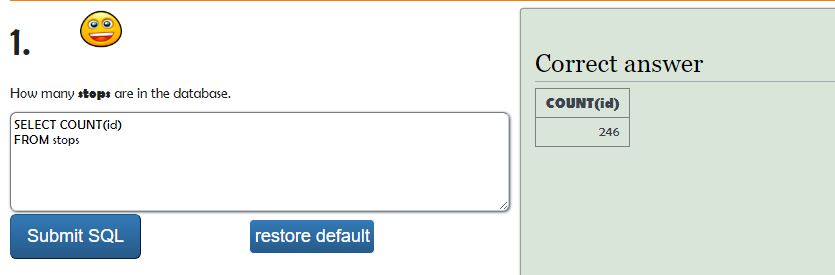 1.
How many stops are in the database.
SELECT COUNT(id)
FROM stops
Submit SQL
restore default
Correct answer
COUNT(id)
246